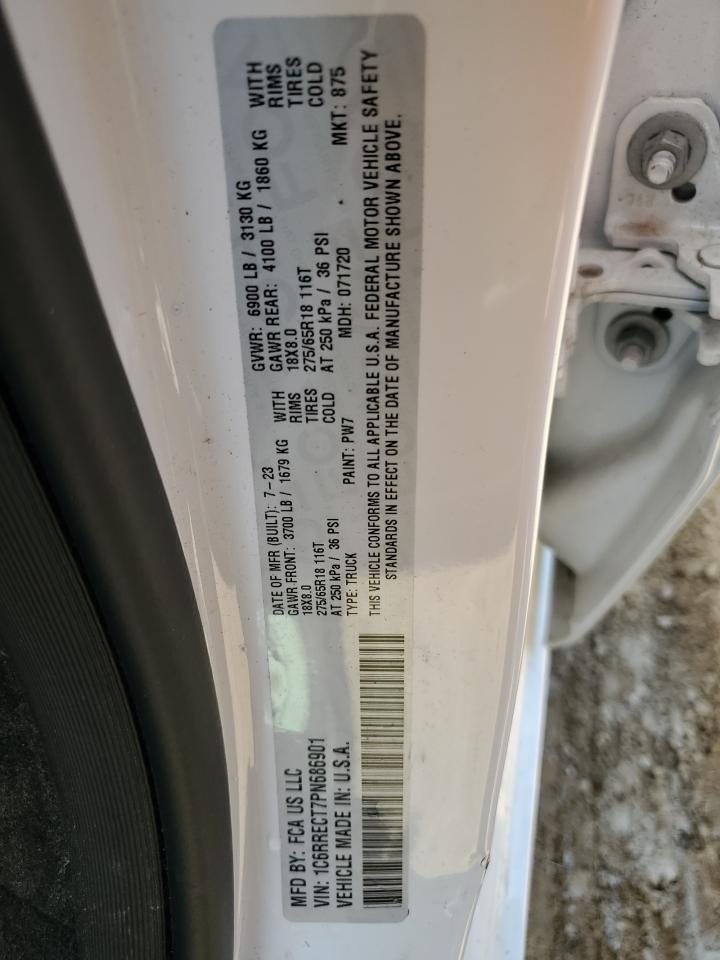 MFD BY: FCA US LLC
VIN: 1C6RRECT7PN686901
VEHICLE MADE IN: U.S.A.
DATE OF MFR (BUILT): 7-23 GVWR: 6900 LB / 3130 KG
GAWR FRONT: 3700 LB / 1679 KG WITH GAWR REAR: 4100 LB / 1860 KG WITH
18X8.0 RIMS 18X8.0 RIMS
275/65R18 116T TIRES 275/65R18 116T TIRES
AT 250 kPa / 36 PSI COLD AT 250 kPa / 36 PSI COLD
TYPE: TRUCK PAINT: PW7 MDH: 071720 MKT: 875
THIS VEHICLE CONFORMS TO ALL APPLICABLE U.S.A. FEDERAL MOTOR VEHICLE SAFETY
STANDARDS IN EFFECT ON THE DATE OF MANUFACTURE SHOWN ABOVE.